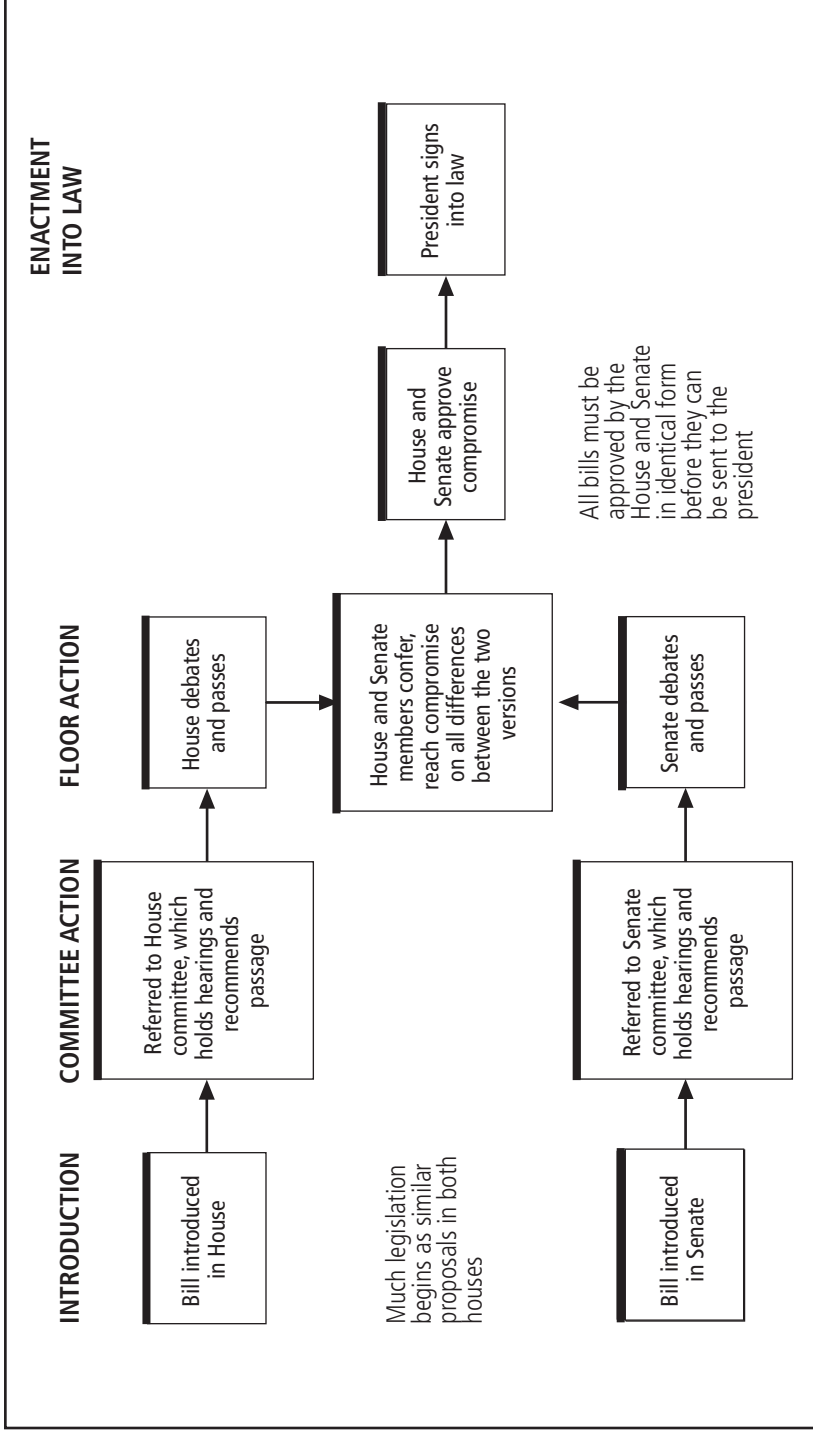 INTRODUCTION
COMMITTEE ACTION
FLOOR ACTION
ENACTMENT
INTO LAW
Bill introduced
in House
Referred to House
committee, which
holds hearings and
recommends
passage
House debates
and passes
Much legislation
begins as similar
proposals in both
houses
House and Senate
members confer,
reach compromise
on all differences
between the two
versions
House and
Senate approve
compromise
President signs
into law
Bill introduced
in Senate
Referred to Senate
committee, which
holds hearings and
recommends
passage
Senate debates
and passes
All bills must be
approved by the
House and Senate
in identical form
before they can
be sent to the
president